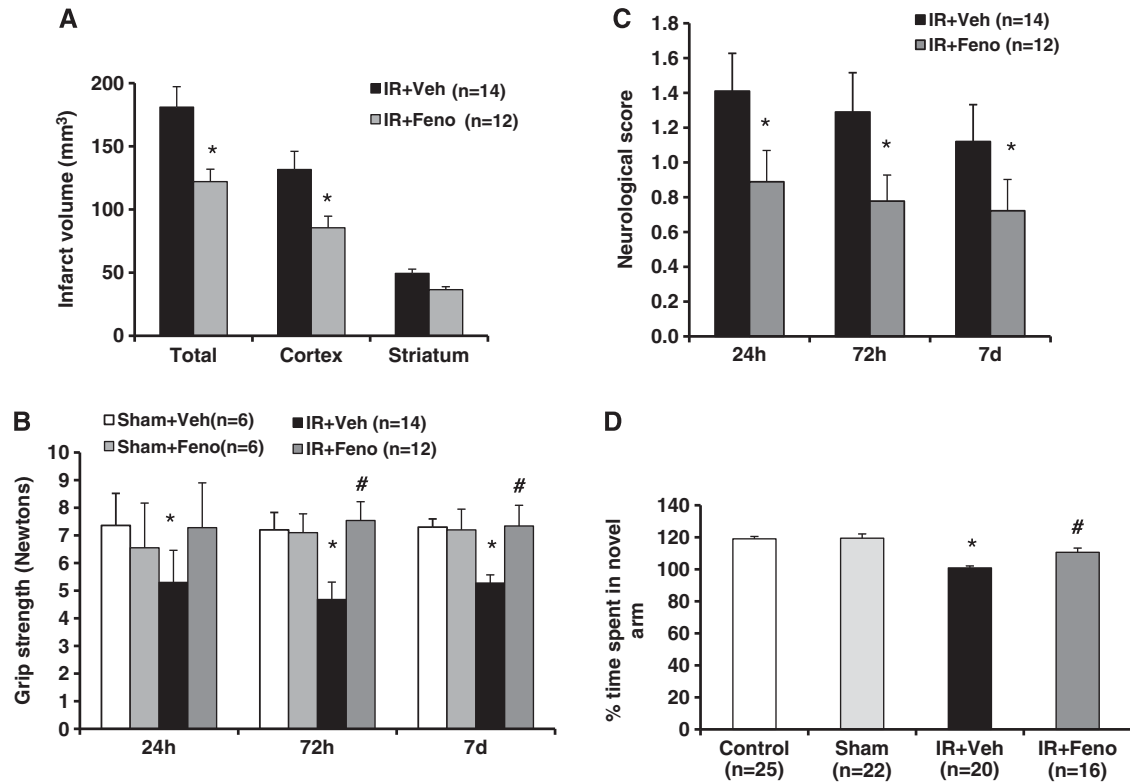 A
IR+Veh (n=14)
IR+Feno (n=12)
Infarct volume (mm³)
200
150
100
50
0
*
*
Total Cortex Striatum
C
IR+Veh (n=14)
IR+Feno (n=12)
Neurological score
1.8
1.6
1.4
1.2
1.0
0.8
0.6
0.4
0.2
0.0
* * *
24h 72h 7d
B
Sham+Veh(n=6) IR+Veh (n=14)
Sham+Feno(n=6) IR+Feno (n=12)
Grip strength (Newtons)
10
9
8
7
6
5
4
3
2
1
0
* * # * #
24h 72h 7d
D
% time spent in novel
arm
140
120
100
80
60
40
20
0
* #
Control Sham IR+Veh IR+Feno
(n=25) (n=22) (n=20) (n=16)